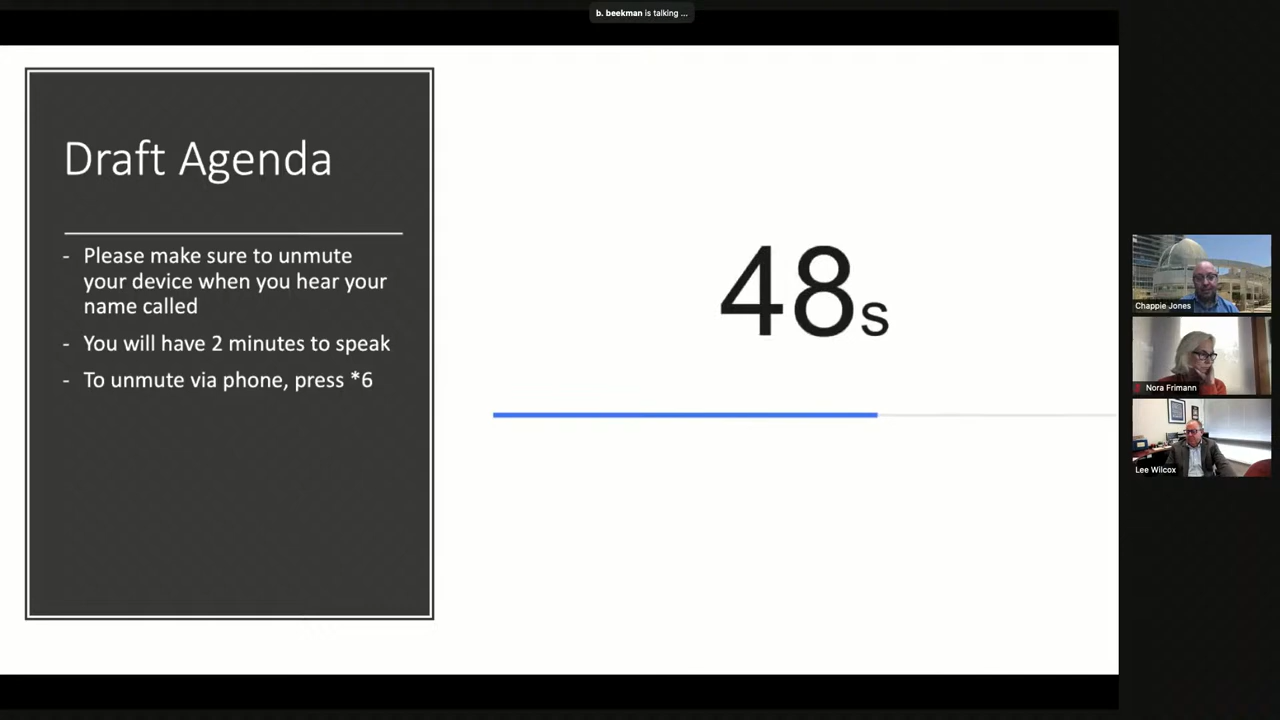 b. beekman is talking ...
Draft Agenda
- Please make sure to unmute
your device when you hear your
name called
- You will have 2 minutes to speak
- To unmute via phone, press *6
48s
Chappie Jones
Nora Frimann
Lee Wilcox